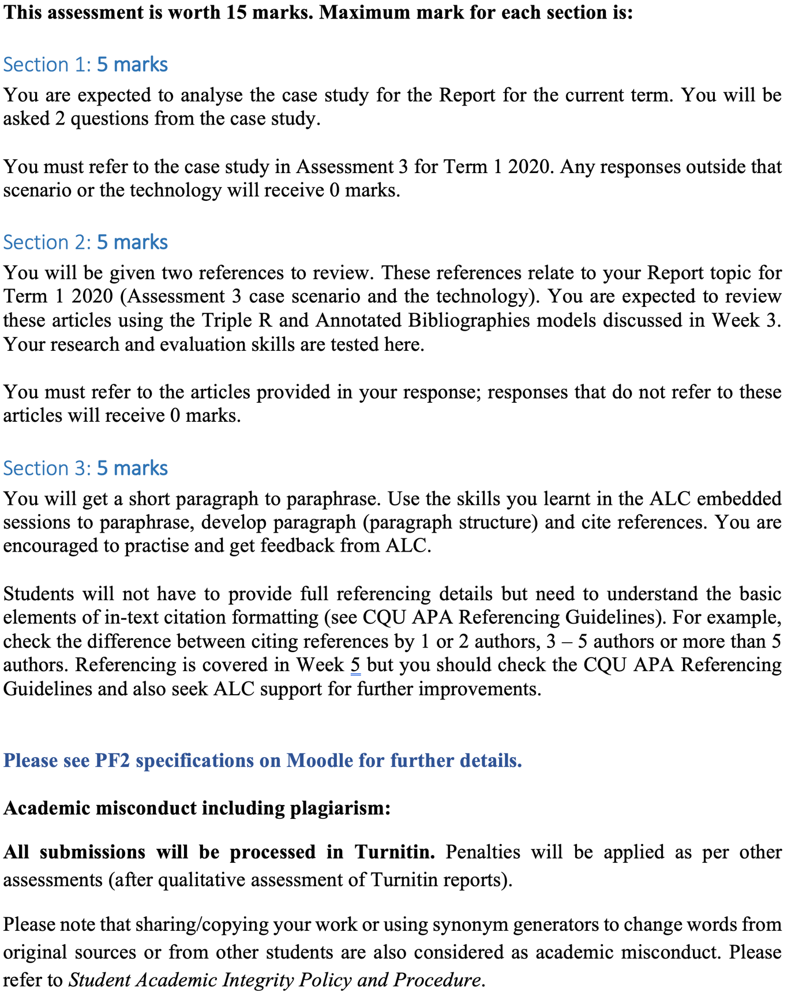 This assessment is worth 15 marks. Maximum mark for each section is:
Section 1: 5 marks
You are expected to analyse the case study for the Report for the current term. You will be
asked 2 questions from the case study.
You must refer to the case study in Assessment 3 for Term 1 2020. Any responses outside that
scenario or the technology will receive 0 marks.
Section 2: 5 marks
You will be given two references to review. These references relate to your Report topic for
Term 1 2020 (Assessment 3 case scenario and the technology). You are expected to review
these articles using the Triple R and Annotated Bibliographies models discussed in Week 3.
Your research and evaluation skills are tested here.
You must refer to the articles provided in your response; responses that do not refer to these
articles will receive 0 marks.
Section 3: 5 marks
You will get a short paragraph to paraphrase. Use the skills you learnt in the ALC embedded
sessions to paraphrase, develop paragraph (paragraph structure) and cite references. You are
encouraged to practise and get feedback from ALC.
Students will not have to provide full referencing details but need to understand the basic
elements of in-text citation formatting (see CQU APA Referencing Guidelines). For example,
check the difference between citing references by 1 or 2 authors, 3 – 5 authors or more than 5
authors. Referencing is covered in Week 5 but you should check the CQU APA Referencing
Guidelines and also seek ALC support for further improvements.
Please see PF2 specifications on Moodle for further details.
Academic misconduct including plagiarism:
All submissions will be processed in Turnitin. Penalties will be applied as per other
assessments (after qualitative assessment of Turnitin reports).
Please note that sharing/copying your work or using synonym generators to change words from
original sources or from other students are also considered as academic misconduct. Please
refer to Student Academic Integrity Policy and Procedure.